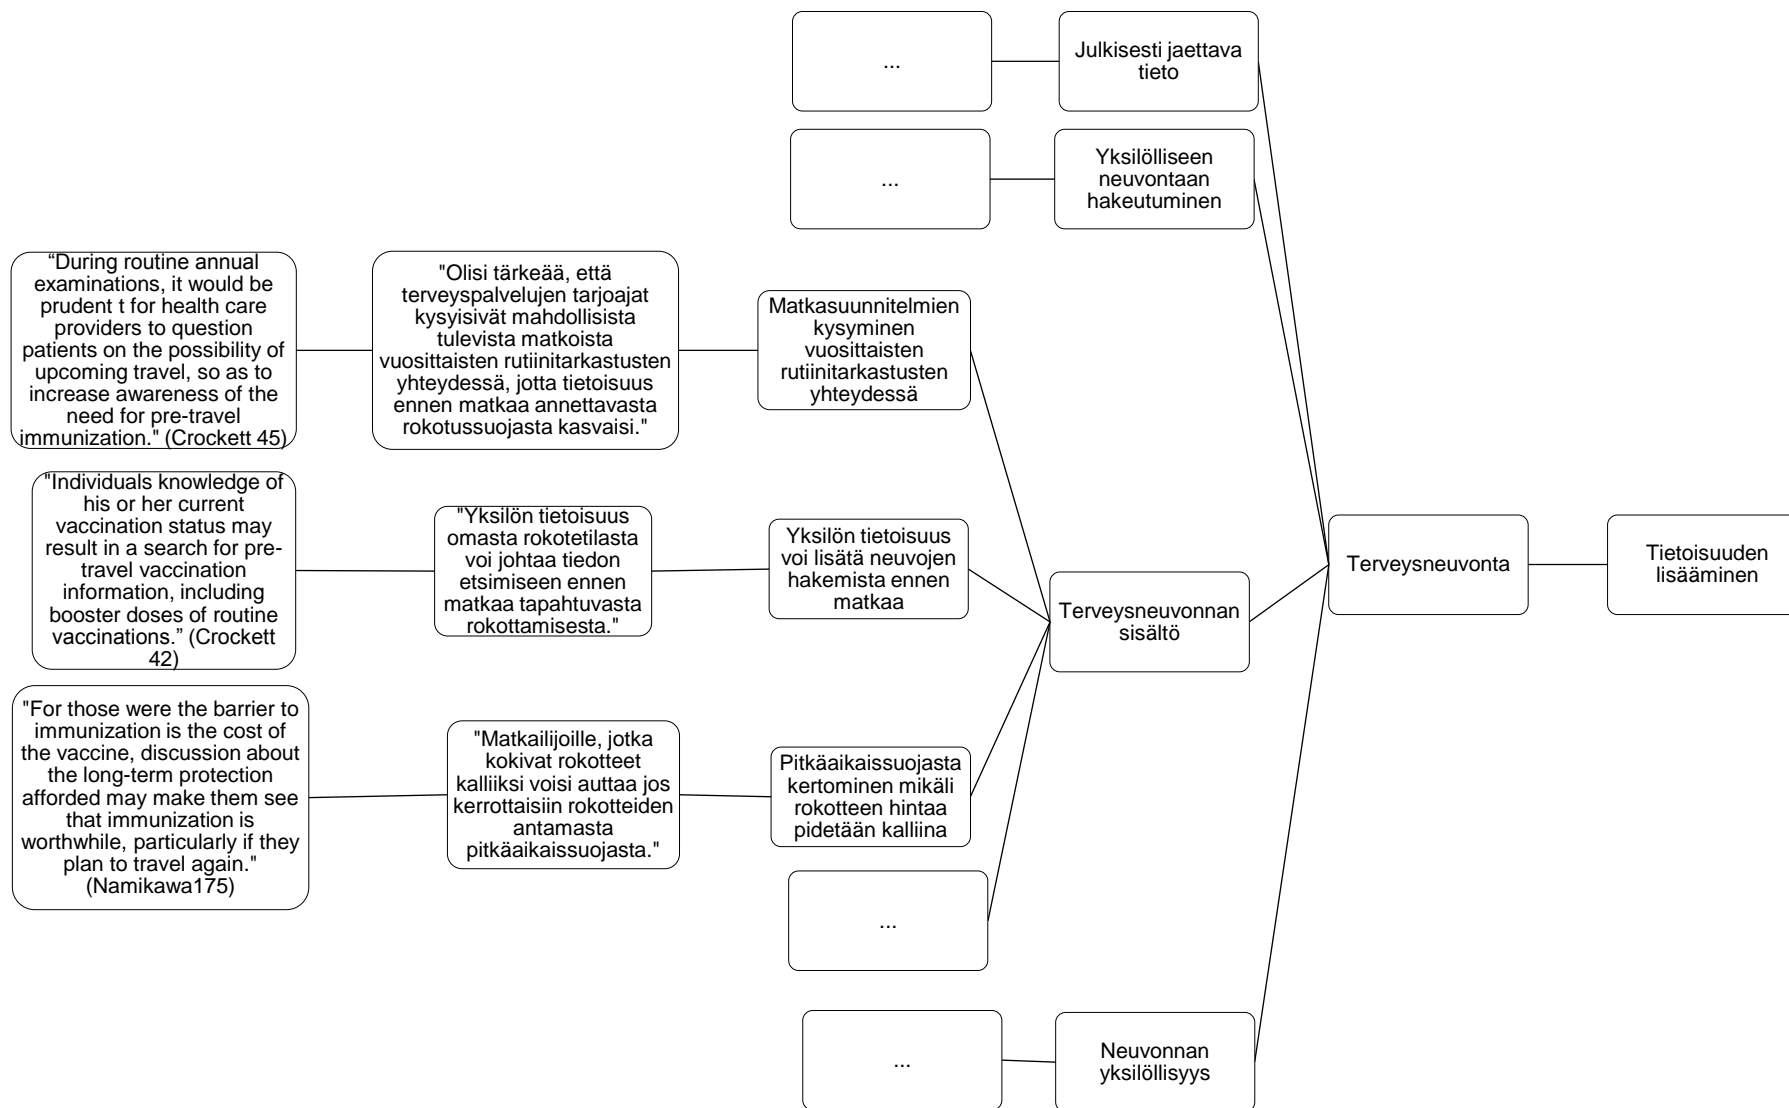 ...
Julkisesti jaettava
tieto
...
Yksilölliseen
neuvontaan
hakeutuminen
“During routine annual
examinations, it would be
prudent t for health care
providers to question
patients on the possibility of
upcoming travel, so as to
increase awareness of the
need for pre-travel
immunization." (Crockett 45)
"Olisi tärkeää, että
terveyspalvelujen tarjoajat
kysyisivät mahdollisista
tulevista matkoista
vuosittaisten rutiinitarkastusten
yhteydessä, jotta tietoisuus
ennen matkaa annettavasta
rokotussuojasta kasvaisi."
Matkasuunnitelmien
kysyminen
vuosittaisten
rutiinitarkastusten
yhteydessä
"Individuals knowledge of
his or her current
vaccination status may
result in a search for pre-
travel vaccination
information, including
booster doses of routine
vaccinations.” (Crockett
42)
"Yksilön tietoisuus
omasta rokotetilasta
voi johtaa tiedon
etsimiseen ennen
matkaa tapahtuvasta
rokottamisesta."
Yksilön tietoisuus
voi lisätä neuvojen
hakemista ennen
matkaa
Terveysneuvonnan
sisältö
Terveysneuvonta
Tietoisuuden
lisääminen
"For those were the barrier to
immunization is the cost of
the vaccine, discussion about
the long-term protection
afforded may make them see
that immunization is
worthwhile, particularly if they
plan to travel again."
(Namikawa175)
"Matkailijoille, jotka
kokivat rokotteet
kalliiksi voisi auttaa jos
kerrottaisiin rokotteiden
antamasta
pitkäaikaissuojasta."
Pitkäaikaissuojasta
kertominen mikäli
rokotteen hintaa
pidetään kalliina
...
...
Neuvonnan
yksilöllisyys